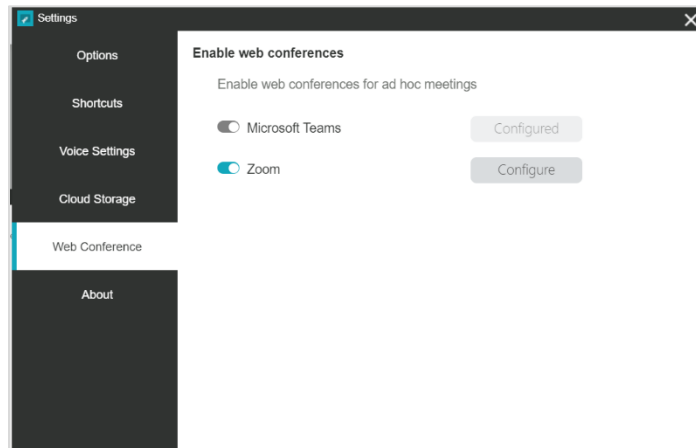 Settings
Options
Shortcuts
Voice Settings
Cloud Storage
Web Conference
About
Enable web conferences
Enable web conferences for ad hoc meetings
Microsoft Teams
Configured
Zoom
Configure